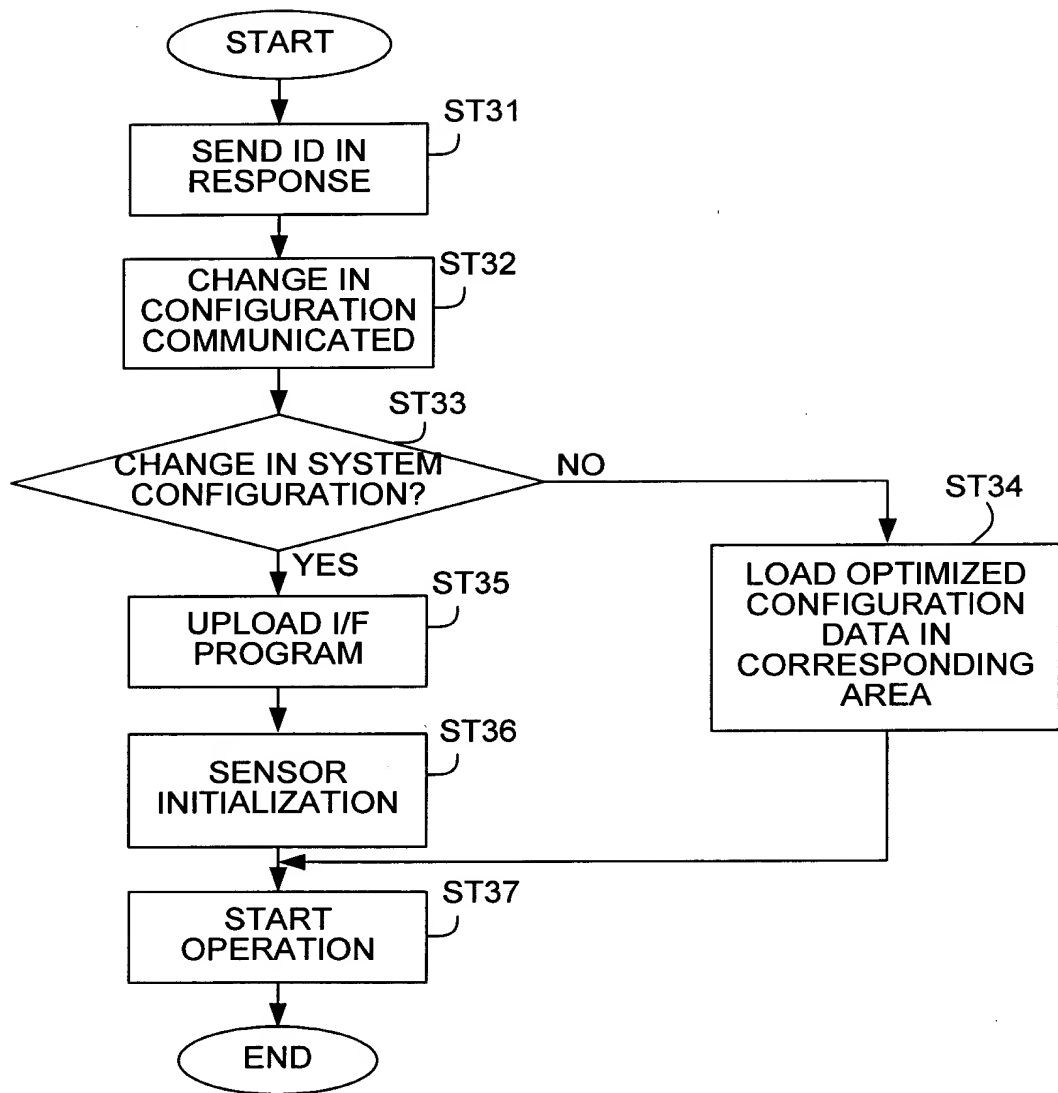 START
ST31
SEND ID IN
RESPONSE
ST32
CHANGE IN
CONFIGURATION
COMMUNICATED
ST33
CHANGE IN SYSTEM
CONFIGURATION?
NO
YES
ST34
LOAD OPTIMIZED
CONFIGURATION
DATA IN
CORRESPONDING
AREA
ST35
UPLOAD I/F
PROGRAM
ST36
SENSOR
INITIALIZATION
ST37
START
OPERATION
END